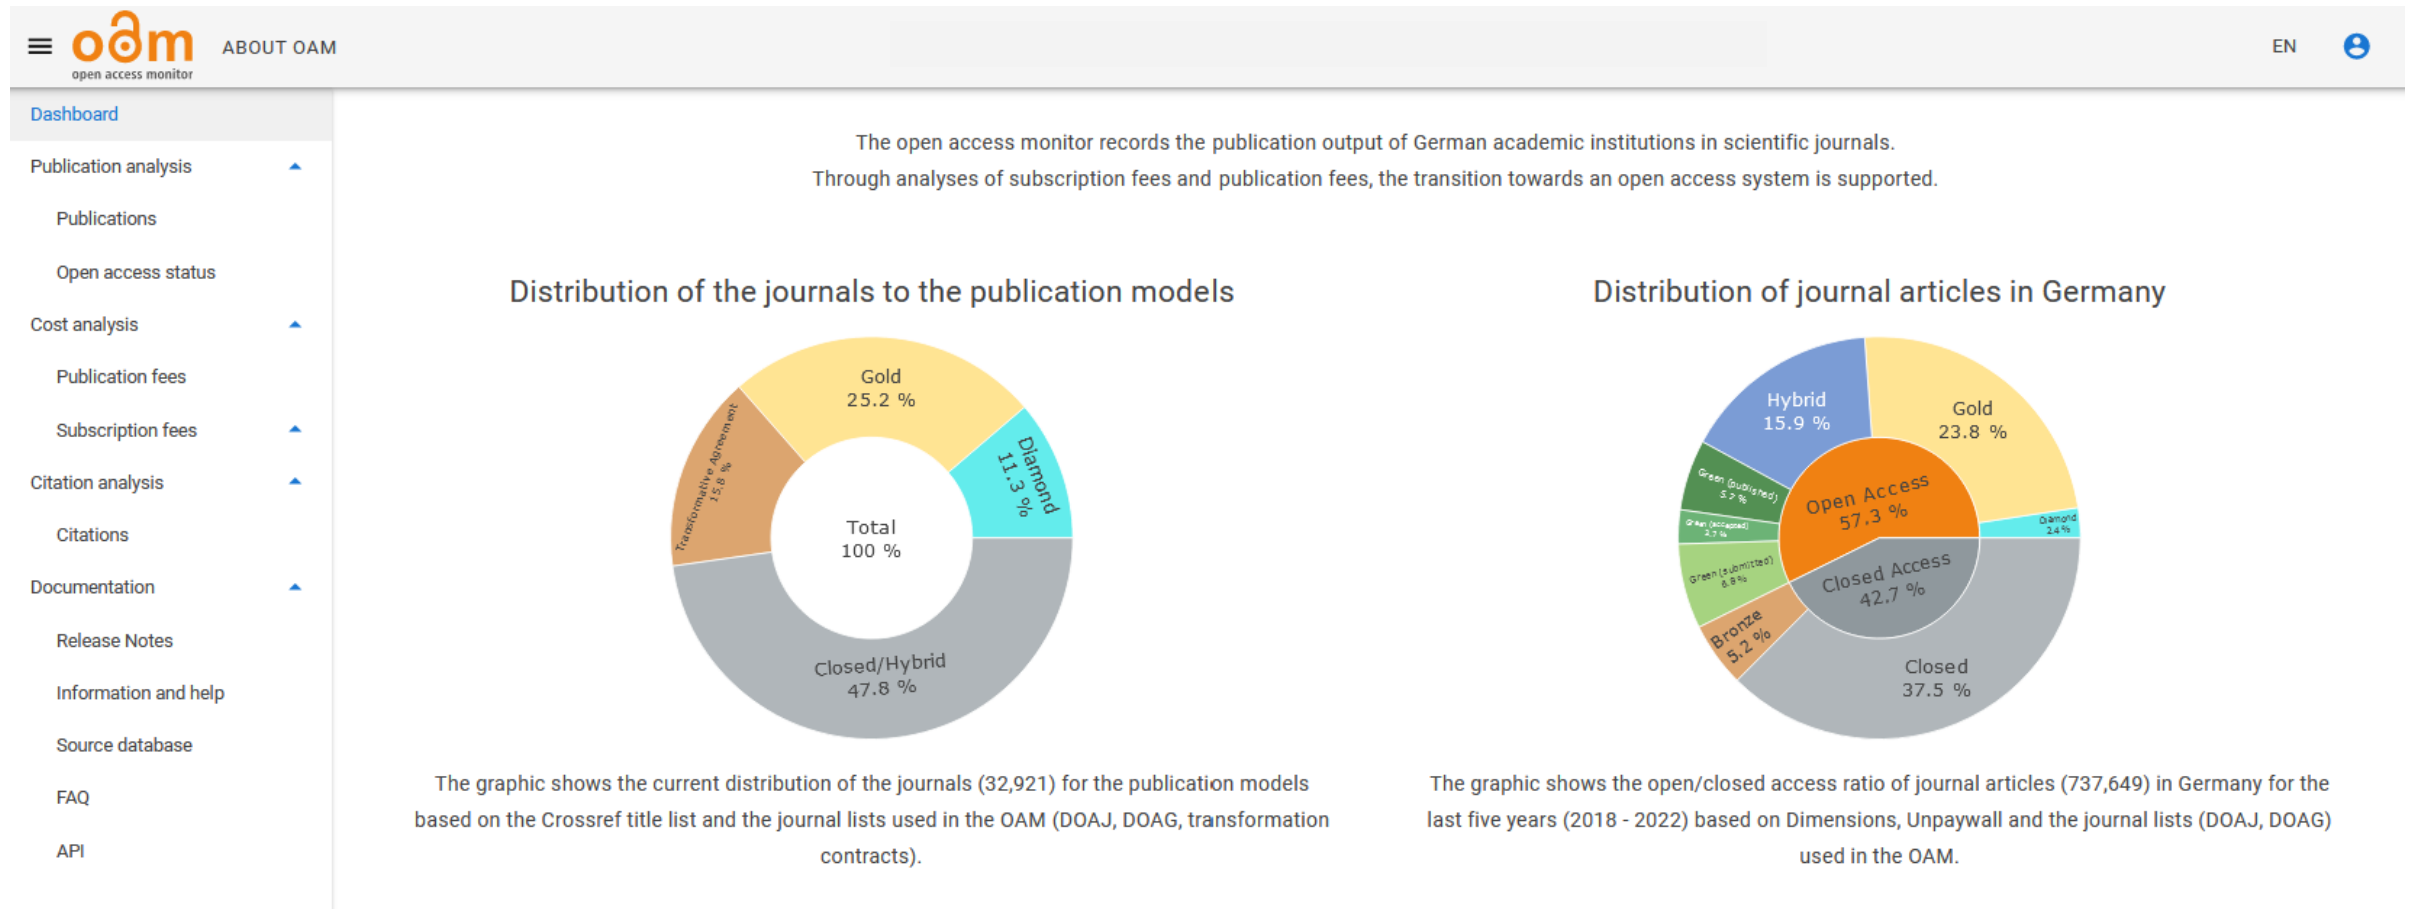 oam
open access monitor
ABOUT OAM
EN
Dashboard
Publication analysis
Publications
Open access status
Cost analysis
Publication fees
Subscription fees
Citation analysis
Citations
Documentation
Release Notes
Information and help
Source database
FAQ
API
The open access monitor records the publication output of German academic institutions in scientific journals.
Through analyses of subscription fees and publication fees, the transition towards an open access system is supported.
Distribution of the journals to the publication models
Gold
25.2 %
Diamond
11.3 %
Transformative Agreement
15.8 %
Total
100 %
Closed/Hybrid
47.8 %
The graphic shows the current distribution of the journals (32,921) for the publication models
based on the Crossref title list and the journal lists used in the OAM (DOAJ, DOAG, transformation
contracts).
Distribution of journal articles in Germany
Hybrid
15.9 %
Gold
23.8 %
Green (published)
5.7 %
Green (accepted)
2.7 %
Green (submitted)
6.8 %
Open Access
57.3 %
Diamond
2.4 %
Closed Access
42.7 %
Bronze
5.2 %
Closed
37.5 %
The graphic shows the open/closed access ratio of journal articles (737,649) in Germany for the
last five years (2018 - 2022) based on Dimensions, Unpaywall and the journal lists (DOAJ, DOAG)
used in the OAM.